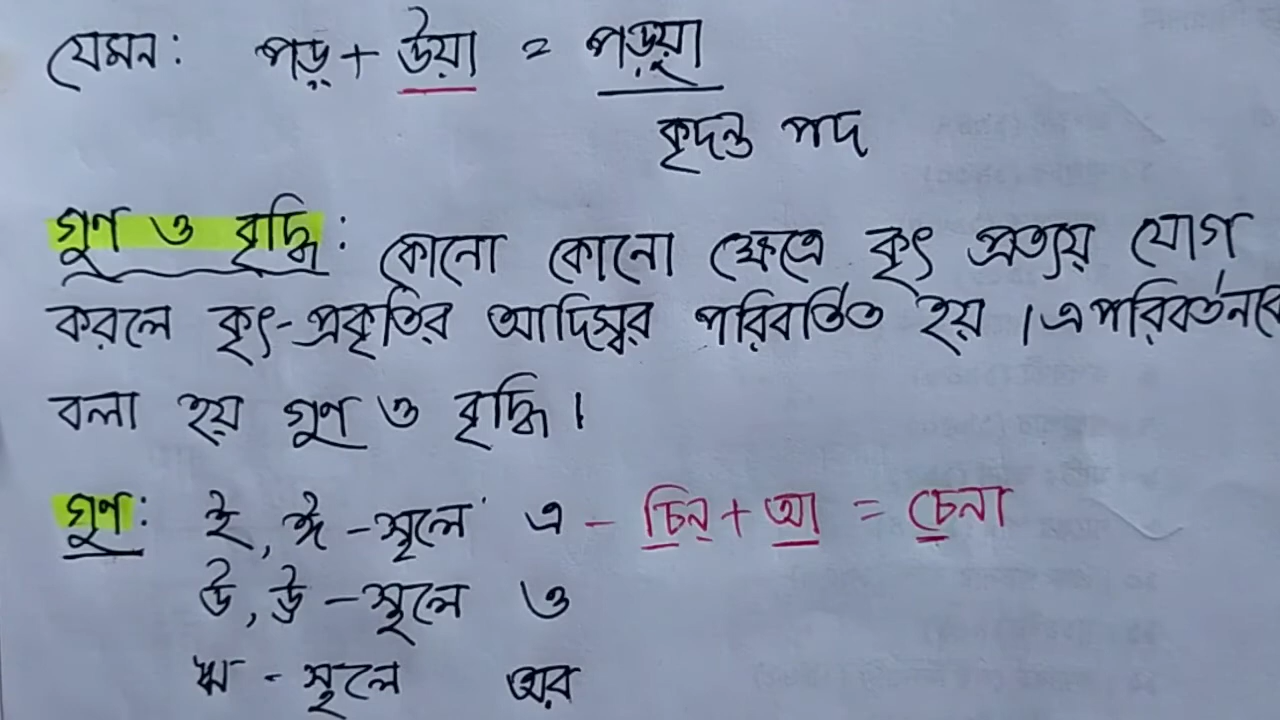 যেমন: পড়্ + উয়া = পড়ুয়া
কৃদন্ত পদ
গুণ ও বৃদ্ধি: কোনো কোনো ক্ষেত্রে কৃৎ প্রত্যয় যোগ
করলে কৃৎ-প্রকৃতির আদিস্বর পরিবর্তিত হয়। এ পরিবর্তনকে
বলা হয় গুণ ও বৃদ্ধি।
গুণ: ই, ঈ - স্থলে এ - চিন্ + আ = চেনা
উ, ঊ - স্থলে ও
ঋ - স্থলে অর